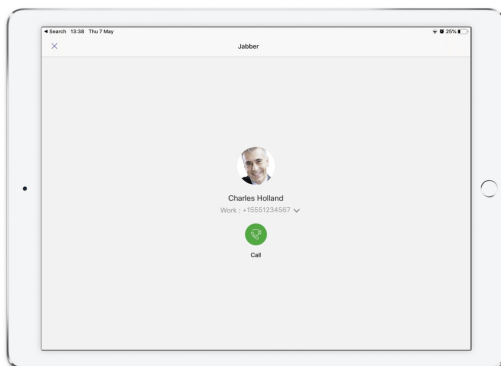 Search 13:38 Thu 7 May 25%
Jabber
Charles Holland
Work : +15551234567
Call